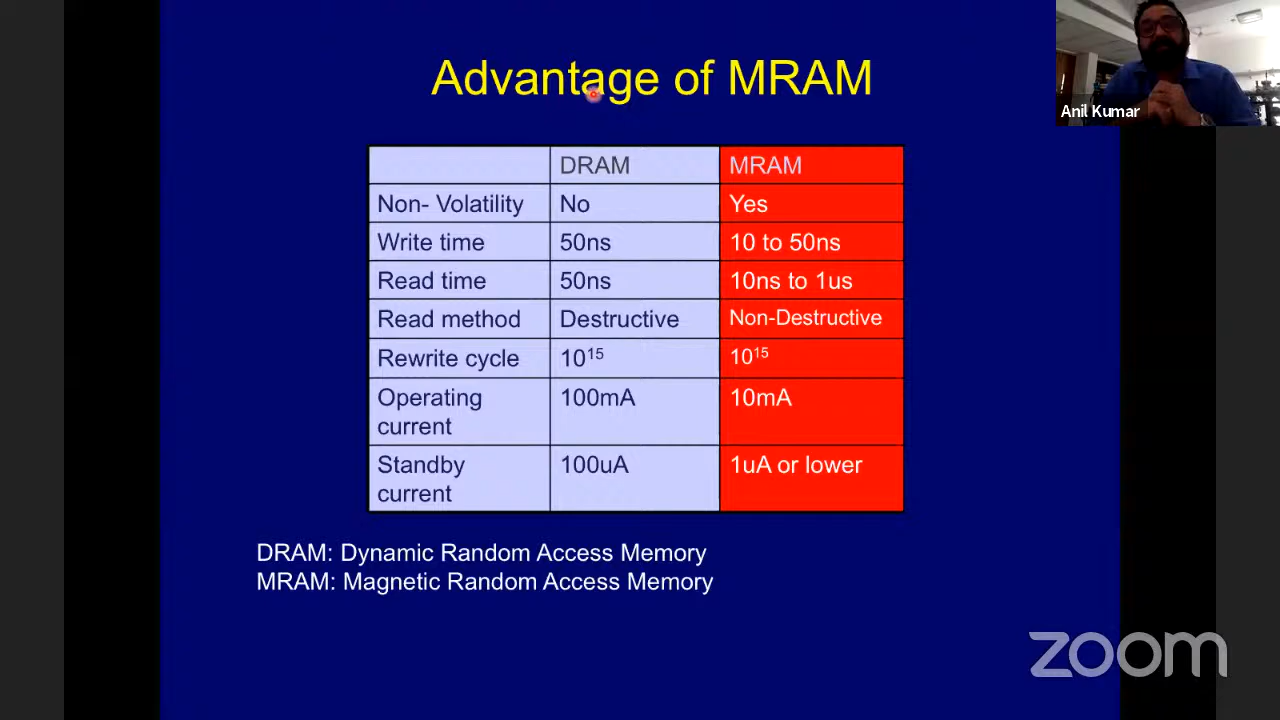 Advantage of MRAM
Anil Kumar
DRAM MRAM
Non- Volatility No Yes
Write time 50ns 10 to 50ns
Read time 50ns 10ns to 1us
Read method Destructive Non-Destructive
Rewrite cycle 10¹⁵ 10¹⁵
Operating current 100mA 10mA
Standby current 100uA 1uA or lower
DRAM: Dynamic Random Access Memory
MRAM: Magnetic Random Access Memory
zoom